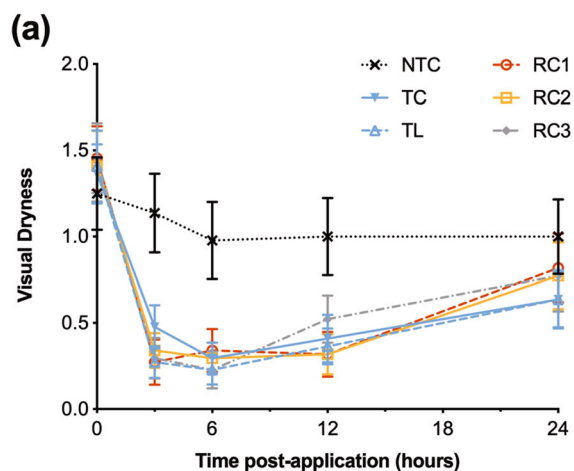 (a)
NTC RC1
TC RC2
TL RC3
2.0
1.5
1.0
0.5
0.0
Visual Dryness
0 6 12 18 24
Time post-application (hours)